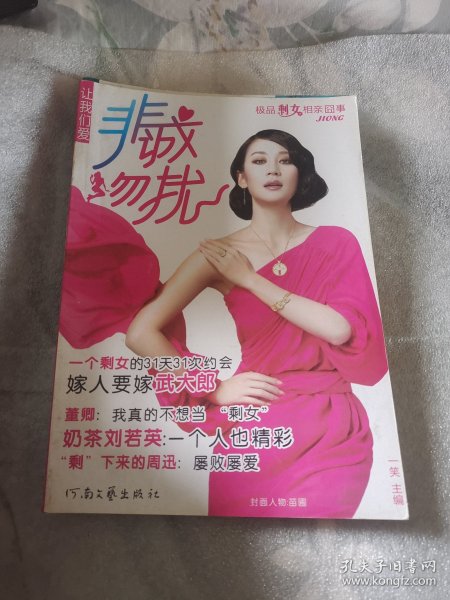 让我们爱
非诚勿扰
极品剩女相亲囧事
JIONG
一个剩女的31天31次约会
嫁人要嫁武大郎
董卿：我真的不想当“剩女”
奶茶刘若英：一个人也精彩
“剩”下来的周迅：屡败屡爱
一笑 主编
河南文艺出版社
封面人物:苗圃
孔夫子旧书网
www.kongfz.com